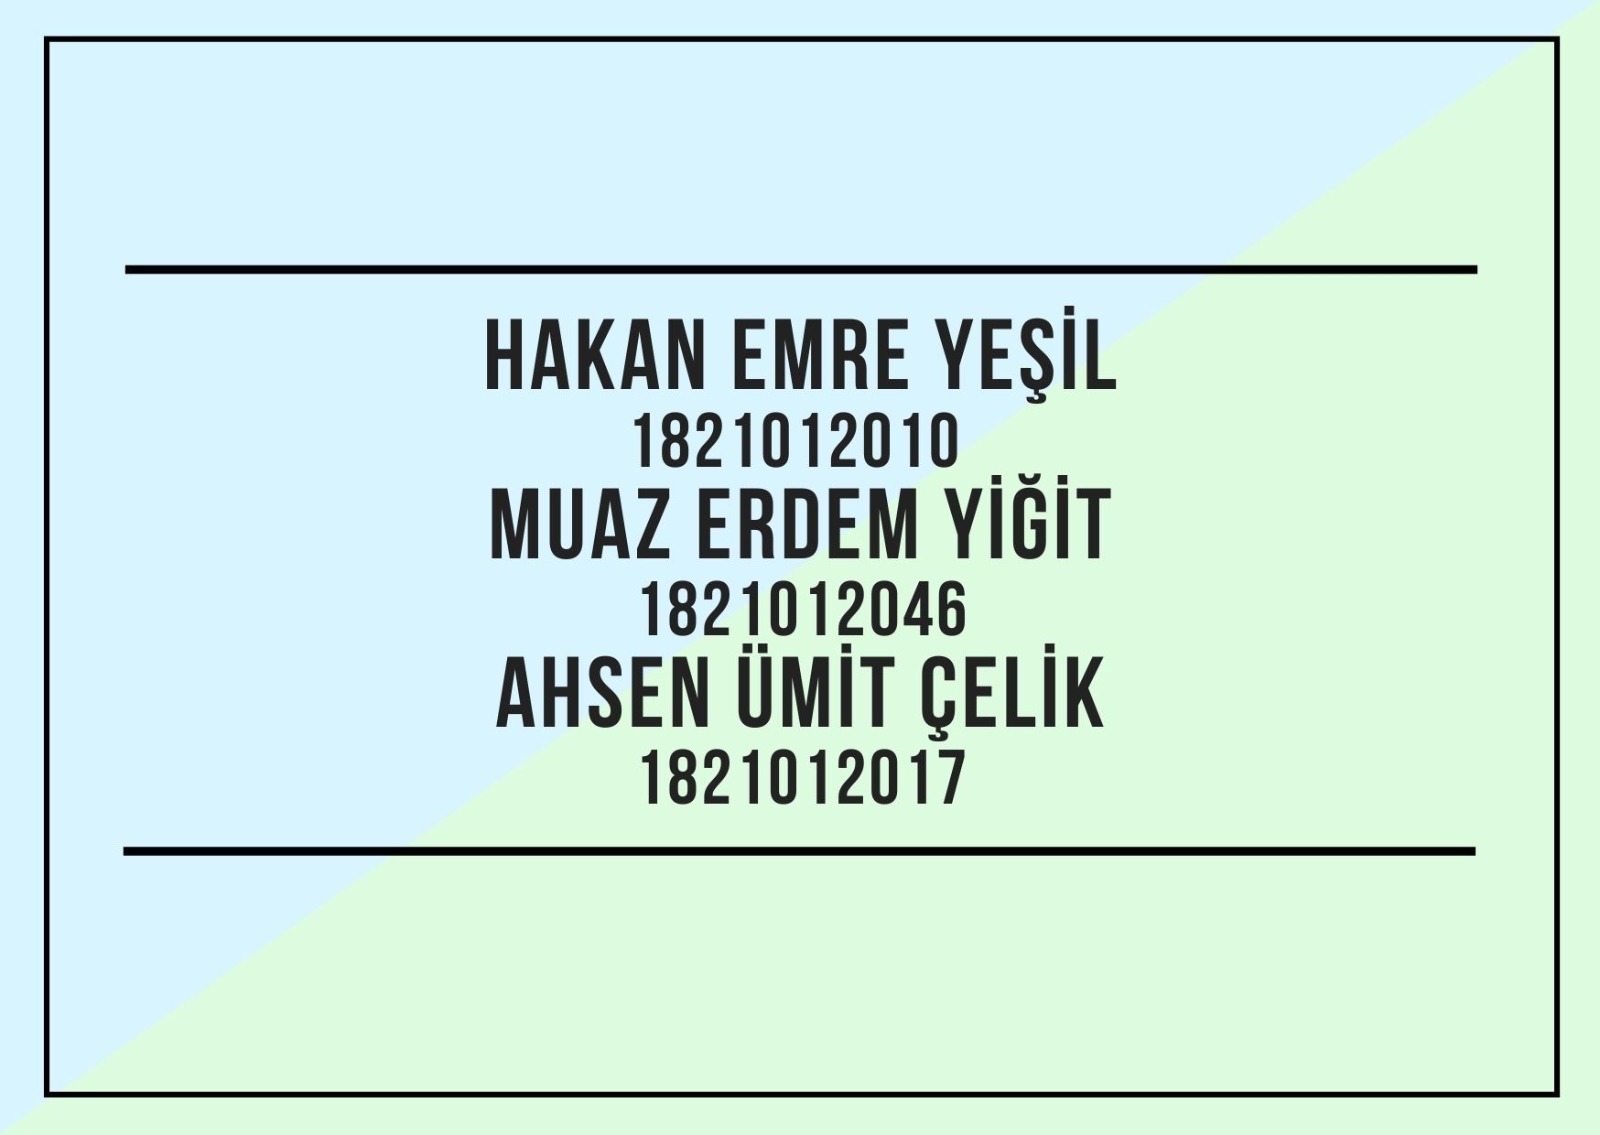 HAKAN EMRE YEŞİL
1821012010
MUAZ ERDEM YİĞİT
1821012046
AHSEN ÜMİT ÇELİK
1821012017